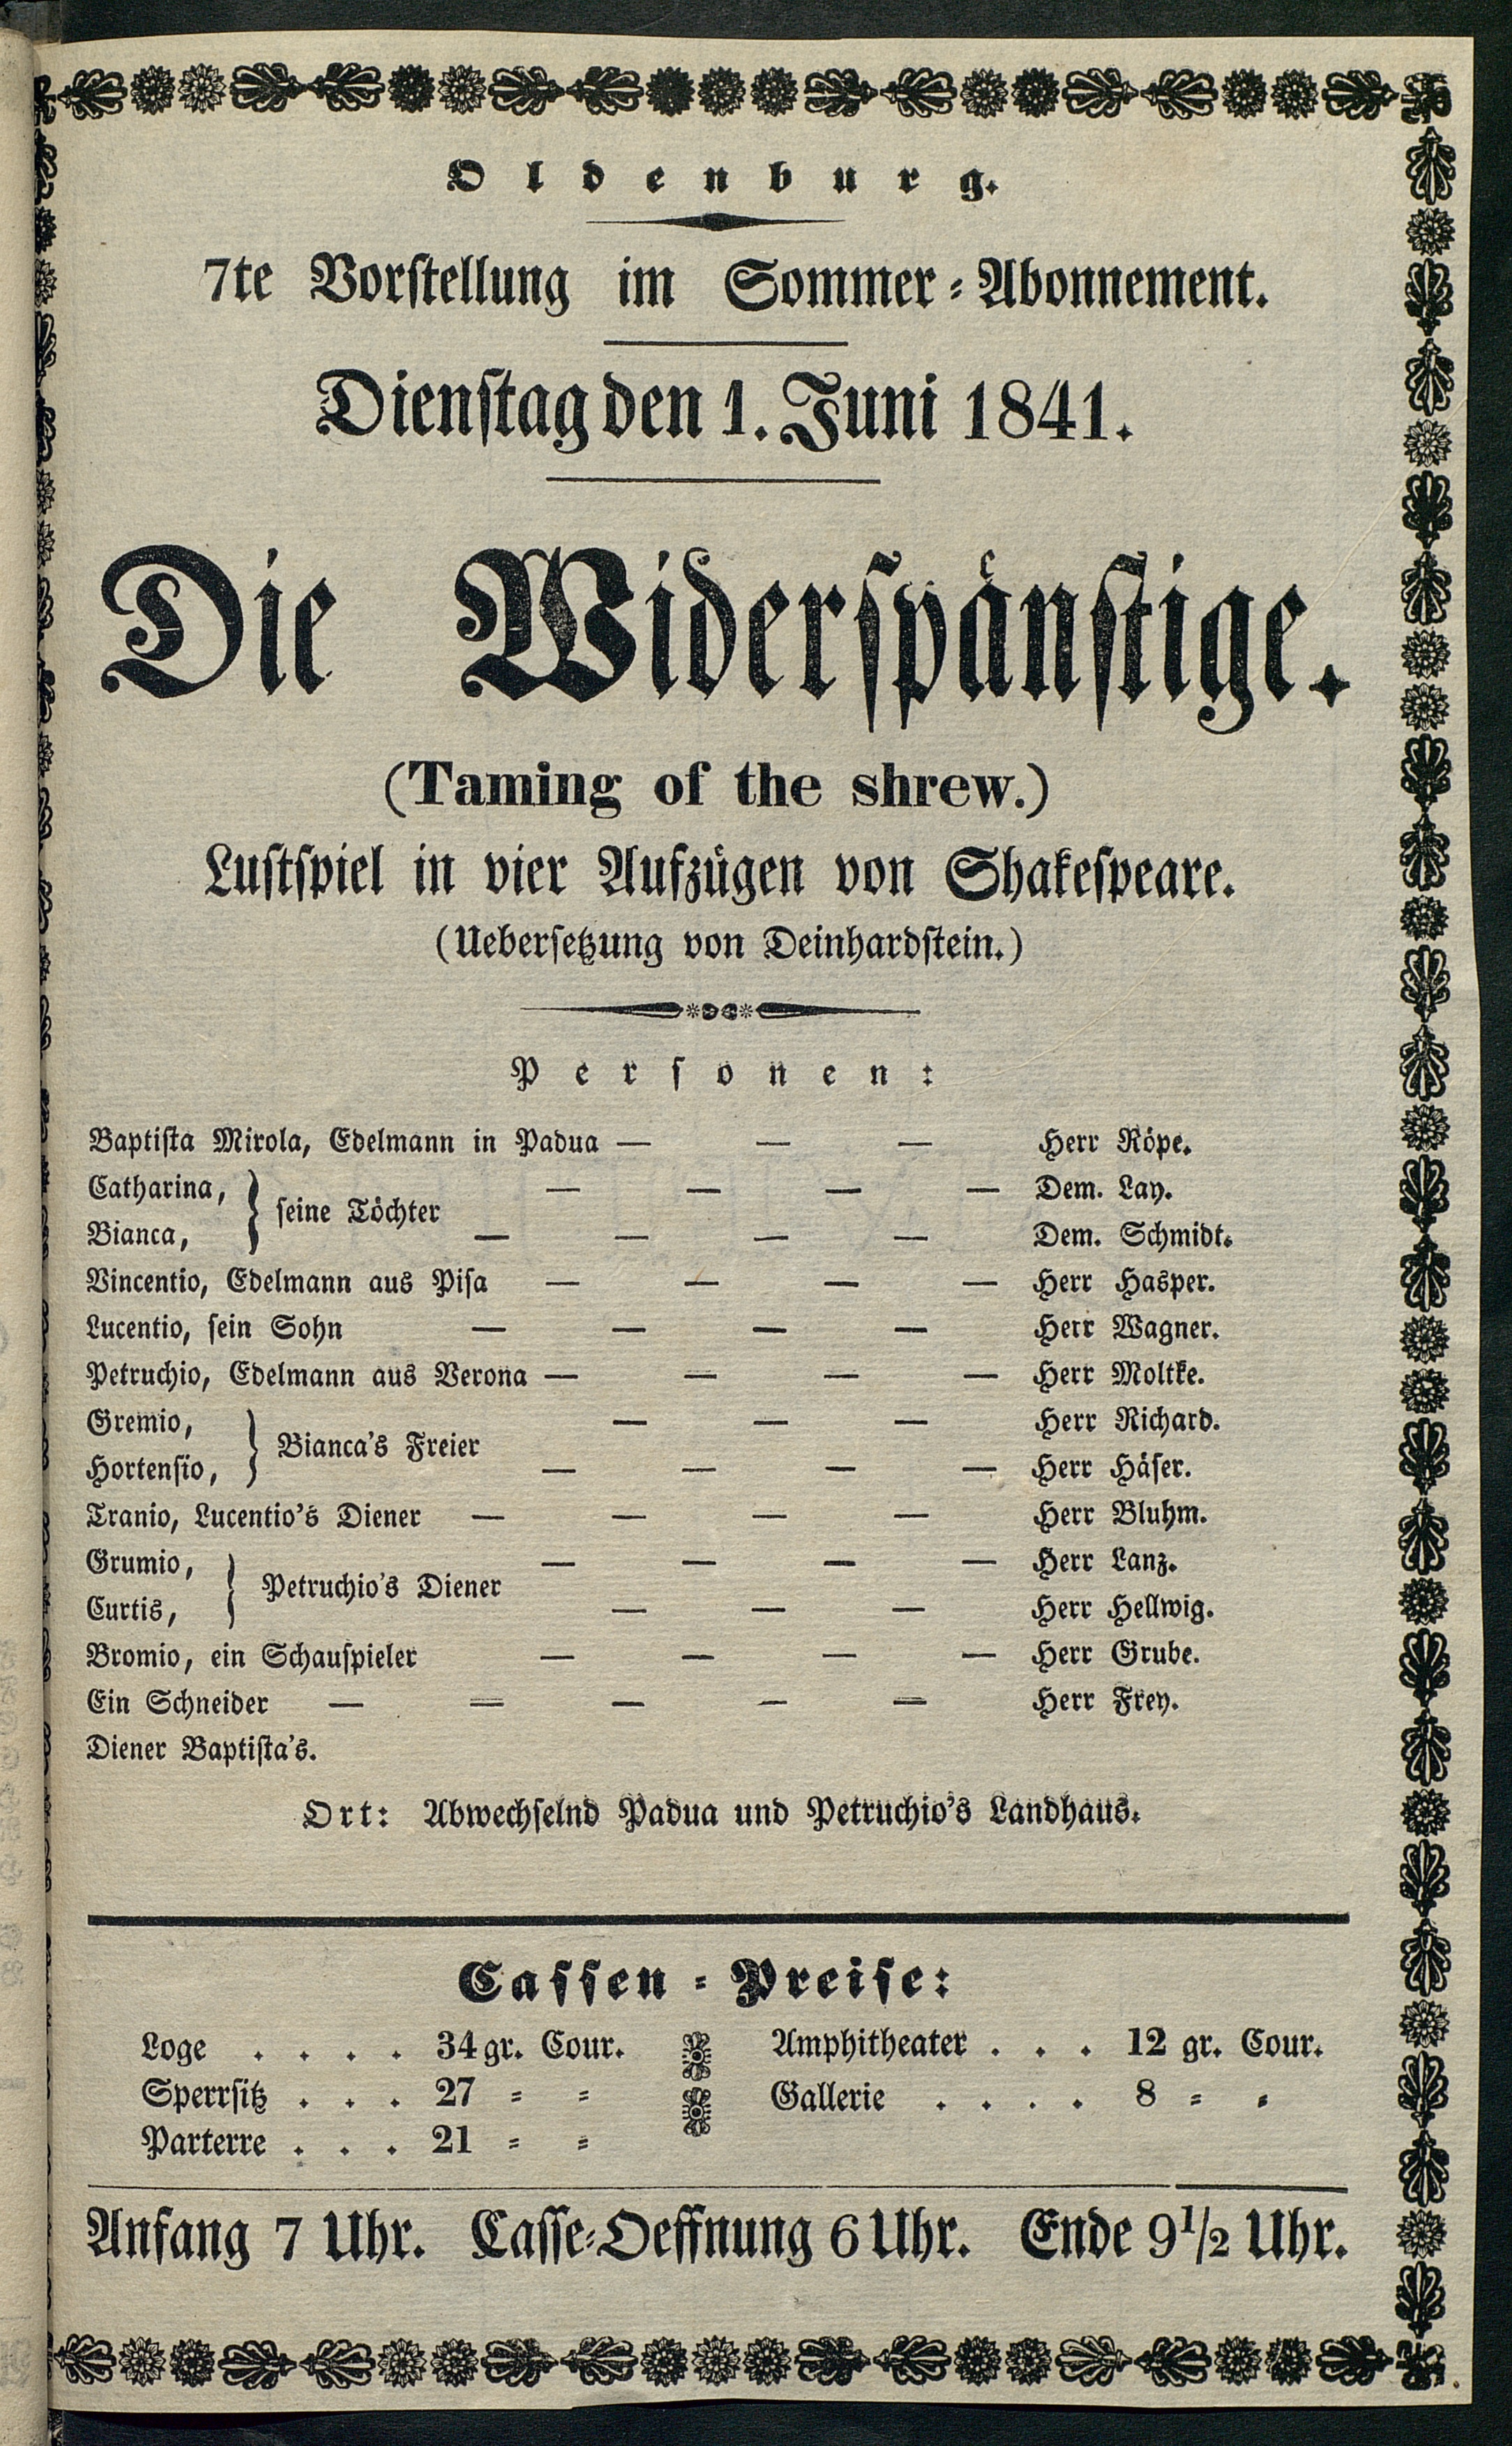 Oldenburg.
7te Vorstellung im Sommer-Abonnement.
Dienstag den 1. Juni 1841.
Die Widerspänstige.
(Taming of the shrew.)
Lustspiel in vier Aufzügen von Shakespeare.
(Uebersetzung von Deinhardstein.)
Personen:
Baptista Mirola, Edelmann in Padua — — — Herr Röpe.
Catharina, } seine Töchter — — — — Dem. Lay.
Bianca, — — — — Dem. Schmidt.
Vincentio, Edelmann aus Pisa — — — — Herr Hasper.
Lucentio, sein Sohn — — — — Herr Wagner.
Petruchio, Edelmann aus Verona — — — — Herr Moltke.
Gremio, } Bianca's Freier — — — Herr Richard.
Hortensio, — — — — Herr Häser.
Tranio, Lucentio's Diener — — — — Herr Bluhm.
Grumio, } Petruchio's Diener — — — — Herr Lanz.
Curtis, — — — Herr Hellwig.
Bromio, ein Schauspieler — — — — Herr Grube.
Ein Schneider — — — — — Herr Frey.
Diener Baptista's.
Ort: Abwechselnd Padua und Petruchio's Landhaus.
Cassen-Preise:
Loge . . . . 34 gr. Cour. Amphitheater . . . 12 gr. Cour.
Sperrsitz . . . 27 = = Gallerie . . . . 8 = =
Parterre . . . 21 = =
Anfang 7 Uhr. Casse-Oeffnung 6 Uhr. Ende 9 1/2 Uhr.